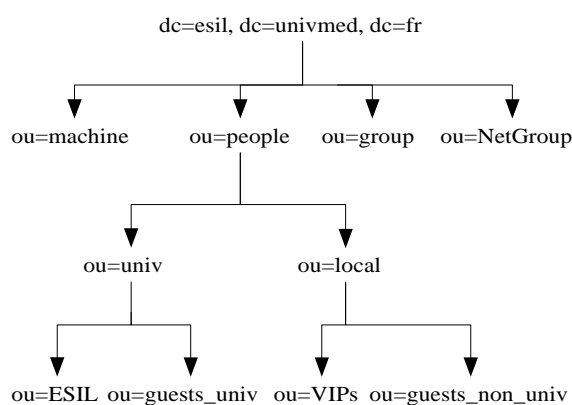 dc=esil, dc=univmed, dc=fr
ou=machine ou=people ou=group ou=NetGroup
ou=univ ou=local
ou=ESIL ou=guests_univ ou=VIPs ou=guests_non_univ